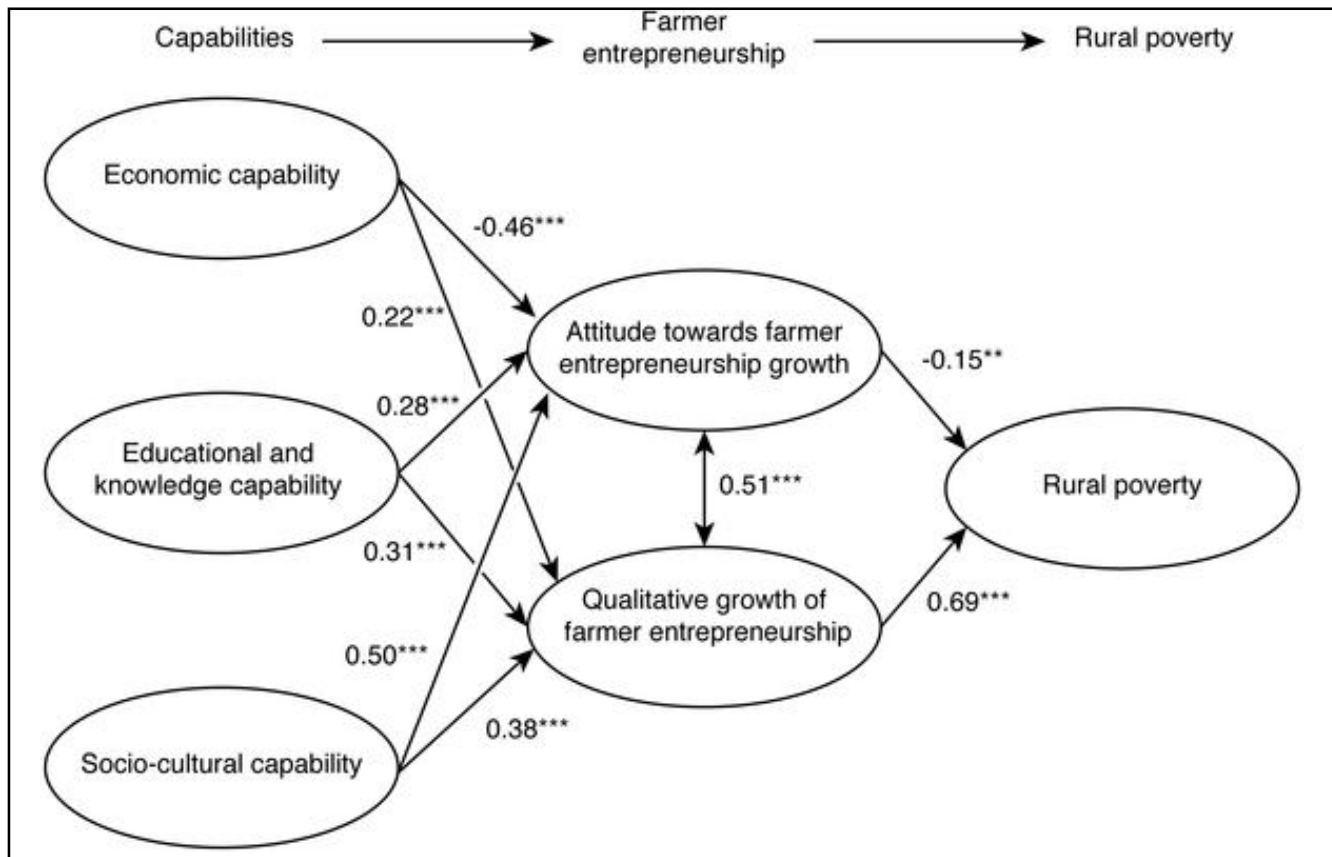 Capabilities
Farmer
entrepreneurship
Rural poverty
Economic capability
-0.46***
0.22***
Attitude towards farmer
entrepreneurship growth
-0.15**
0.28***
Educational and
knowledge capability
0.51***
Rural poverty
0.31***
Qualitative growth of
farmer entrepreneurship
0.69***
0.50***
0.38***
Socio-cultural capability